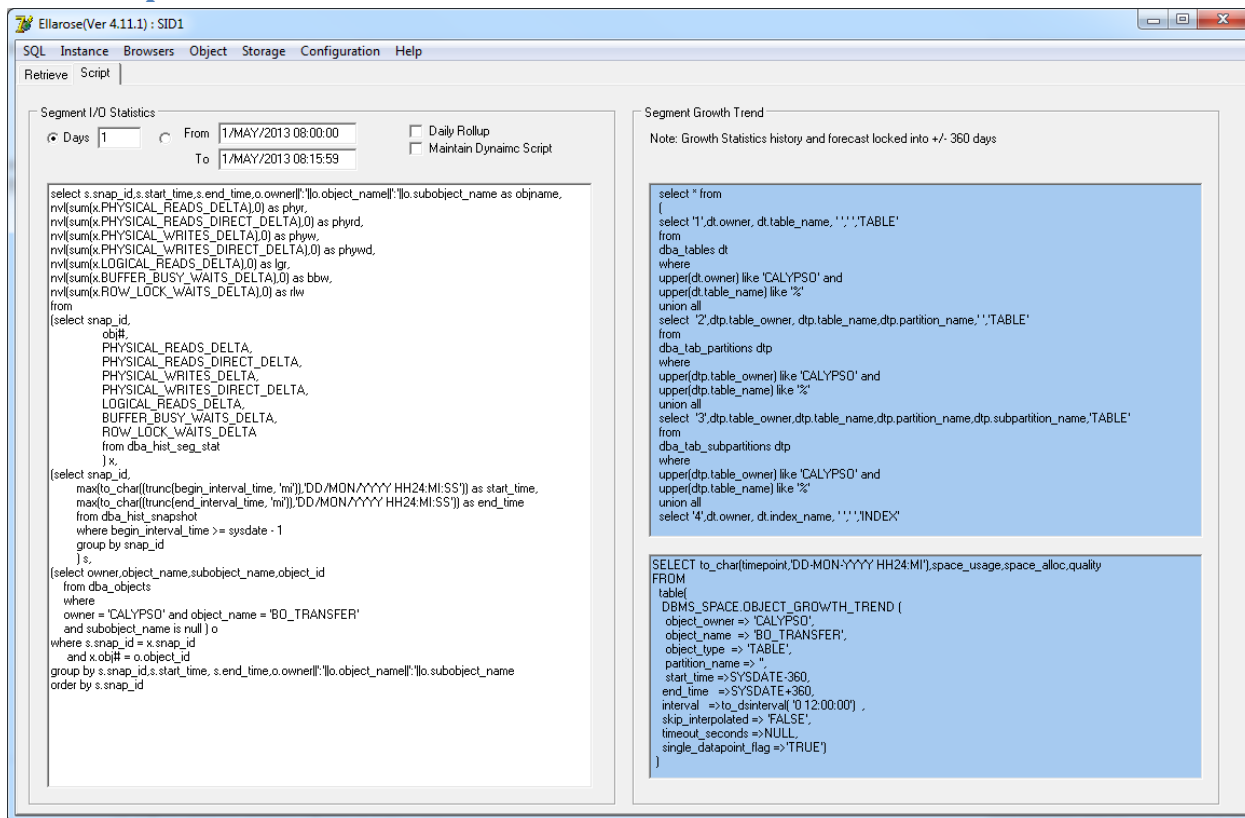 Ellarose(Ver 4.11.1) : SID1
SQL Instance Browsers Object Storage Configuration Help
Retrieve Script
Segment I/O Statistics
Days 1 From 1/MAY/2013 08:00:00 Daily Rollup
To 1/MAY/2013 08:15:59 Maintain Dynaimc Script
select s.snap_id,s.start_time,s.end_time,o.owner||':'||o.object_name||':'||o.subobject_name as objname,
nvl(sum(x.PHYSICAL_READS_DELTA),0) as phyr,
nvl(sum(x.PHYSICAL_READS_DIRECT_DELTA),0) as phyrd,
nvl(sum(x.PHYSICAL_WRITES_DELTA),0) as phyw,
nvl(sum(x.PHYSICAL_WRITES_DIRECT_DELTA),0) as phywd,
nvl(sum(x.LOGICAL_READS_DELTA),0) as lgr,
nvl(sum(x.BUFFER_BUSY_WAITS_DELTA),0) as bbw,
nvl(sum(x.ROW_LOCK_WAITS_DELTA),0) as rlw
from
(select snap_id,
obj#,
PHYSICAL_READS_DELTA,
PHYSICAL_READS_DIRECT_DELTA,
PHYSICAL_WRITES_DELTA,
PHYSICAL_WRITES_DIRECT_DELTA,
LOGICAL_READS_DELTA,
BUFFER_BUSY_WAITS_DELTA,
ROW_LOCK_WAITS_DELTA
from dba_hist_seg_stat
) x,
(select snap_id,
max(to_char((trunc(begin_interval_time, 'mi')),'DD/MON/YYYY HH24:MI:SS')) as start_time,
max(to_char((trunc(end_interval_time, 'mi')),'DD/MON/YYYY HH24:MI:SS')) as end_time
from dba_hist_snapshot
where begin_interval_time >= sysdate - 1
group by snap_id
) s,
(select owner,object_name,subobject_name,object_id
from dba_objects
where
owner = 'CALYPSO' and object_name = 'BO_TRANSFER'
and subobject_name is null ) o
where s.snap_id = x.snap_id
and x.obj# = o.object_id
group by s.snap_id,s.start_time, s.end_time,o.owner||':'||o.object_name||':'||o.subobject_name
order by s.snap_id
Segment Growth Trend
Note: Growth Statistics history and forecast locked into +/- 360 days
select * from
(
select '1',dt.owner, dt.table_name, ' ',' ','TABLE'
from
dba_tables dt
where
upper(dt.owner) like 'CALYPSO' and
upper(dt.table_name) like '%'
union all
select '2',dtp.table_owner, dtp.table_name,dtp.partition_name,' ','TABLE'
from
dba_tab_partitions dtp
where
upper(dtp.table_owner) like 'CALYPSO' and
upper(dtp.table_name) like '%'
union all
select '3',dtp.table_owner,dtp.table_name,dtp.partition_name,dtp.subpartition_name,'TABLE'
from
dba_tab_subpartitions dtp
where
upper(dtp.table_owner) like 'CALYPSO' and
upper(dtp.table_name) like '%'
union all
select '4',dt.owner, dt.index_name, ' ',' ','INDEX'
SELECT to_char(timepoint,'DD-MON-YYYY HH24:MI'),space_usage,space_alloc,quality
FROM
table(
DBMS_SPACE.OBJECT_GROWTH_TREND (
object_owner => 'CALYPSO',
object_name => 'BO_TRANSFER',
object_type => 'TABLE',
partition_name => '',
start_time =>SYSDATE-360,
end_time =>SYSDATE+360,
interval =>to_dsinterval( '0 12:00:00') ,
skip_interpolated => 'FALSE',
timeout_seconds =>NULL,
single_datapoint_flag =>'TRUE')
)